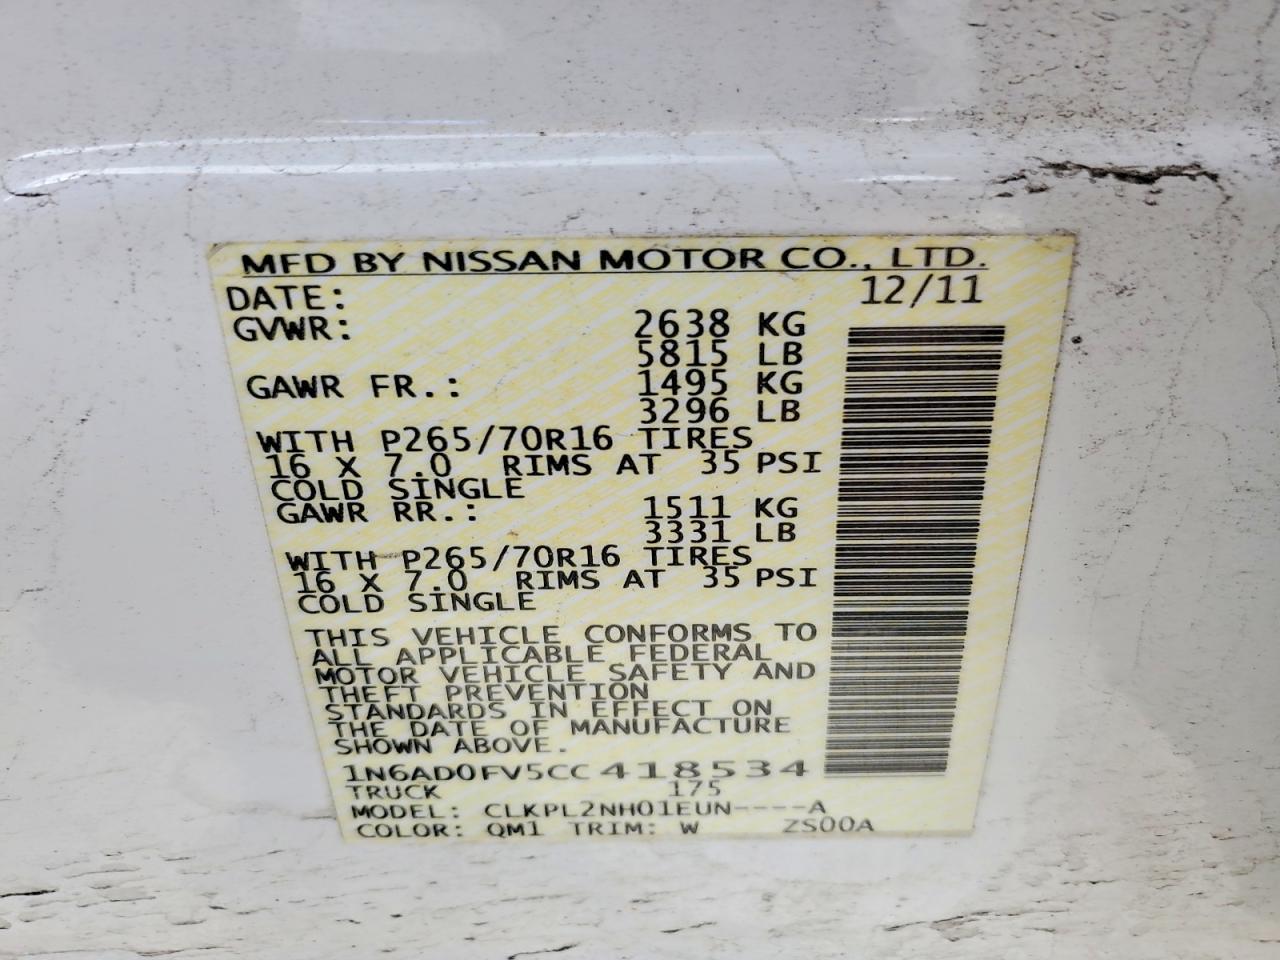 MFD BY NISSAN MOTOR CO., LTD.
DATE: 12/11
GVWR: 2638 KG
5815 LB
GAWR FR.: 1495 KG
3296 LB
WITH P265/70R16 TIRES
16 X 7.0 RIMS AT 35 PSI
COLD SINGLE
GAWR RR.: 1511 KG
3331 LB
WITH P265/70R16 TIRES
16 X 7.0 RIMS AT 35 PSI
COLD SINGLE
THIS VEHICLE CONFORMS TO
ALL APPLICABLE FEDERAL
MOTOR VEHICLE SAFETY AND
THEFT PREVENTION
STANDARDS IN EFFECT ON
THE DATE OF MANUFACTURE
SHOWN ABOVE.
1N6AD0FV5CC418534
TRUCK 175
MODEL: CLKPL2NH01EUN----A
COLOR: QM1 TRIM: W ZS00A